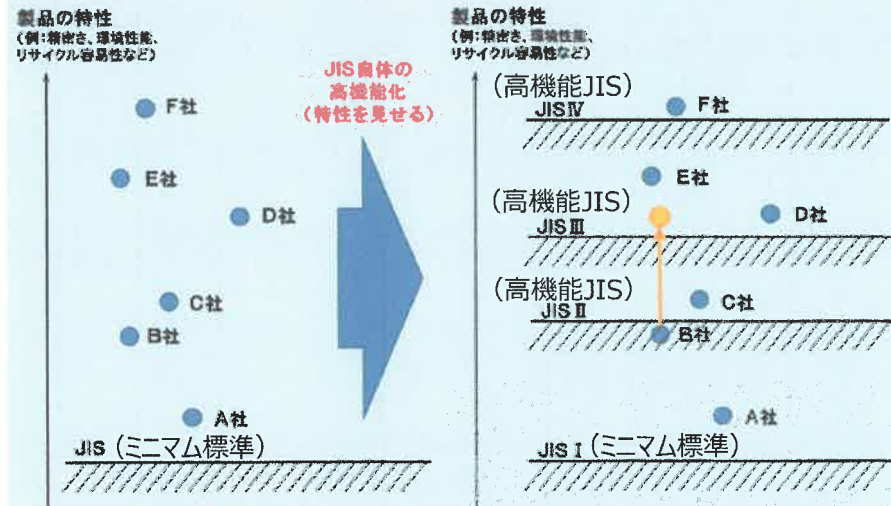 製品の特性
(例:精密さ、環境性能、
リサイクル容易性など)
F社
E社
D社
C社
B社
A社
JIS (ミニマム標準)
JIS自体の
高機能化
(特性を見せる)
製品の特性
(例:精密さ、環境性能、
リサイクル容易性など)
(高機能JIS)
JISⅣ
F社
E社
(高機能JIS)
D社
JISⅢ
(高機能JIS)
C社
JISⅡ
B社
A社
JISⅠ (ミニマム標準)